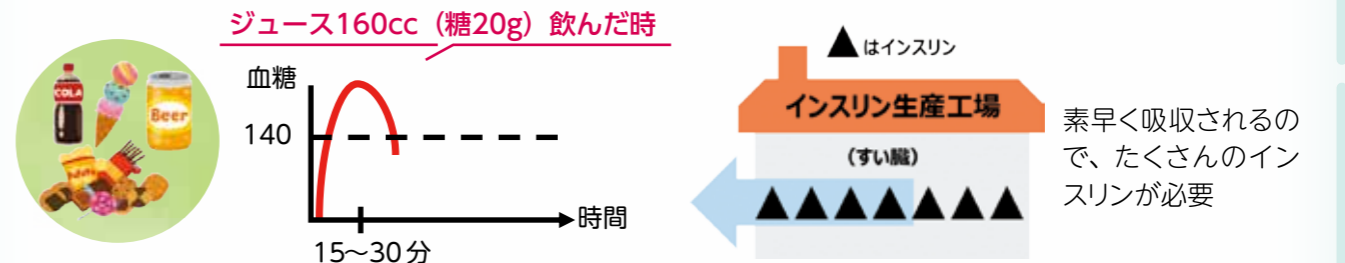 ジュース160cc（糖20g）飲んだ時
COLA
Beer
血糖
140
時間
15〜30分
▲はインスリン
インスリン生産工場
（すい臓）
素早く吸収されるの
で、たくさんのイン
スリンが必要